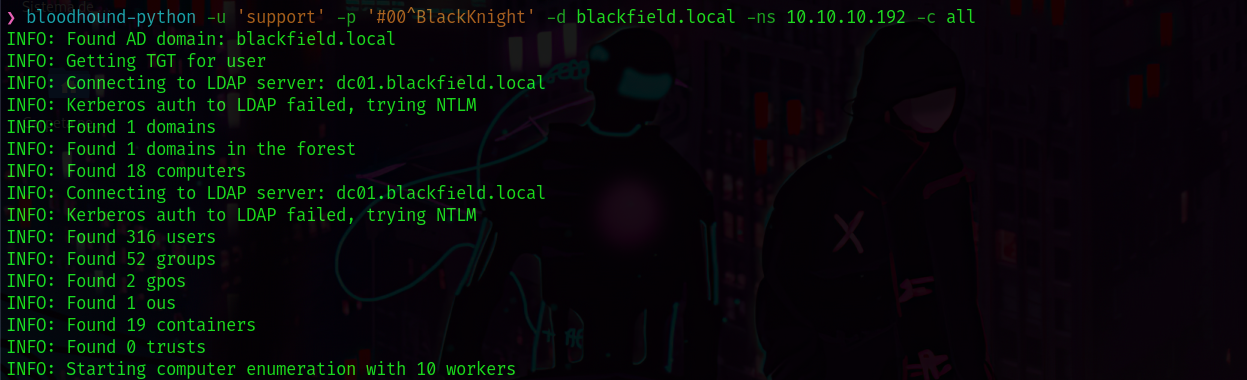 ❯ bloodhound-python -u 'support' -p '#00^BlackKnight' -d blackfield.local -ns 10.10.10.192 -c all
INFO: Found AD domain: blackfield.local
INFO: Getting TGT for user
INFO: Connecting to LDAP server: dc01.blackfield.local
INFO: Kerberos auth to LDAP failed, trying NTLM
INFO: Found 1 domains
INFO: Found 1 domains in the forest
INFO: Found 18 computers
INFO: Connecting to LDAP server: dc01.blackfield.local
INFO: Kerberos auth to LDAP failed, trying NTLM
INFO: Found 316 users
INFO: Found 52 groups
INFO: Found 2 gpos
INFO: Found 1 ous
INFO: Found 19 containers
INFO: Found 0 trusts
INFO: Starting computer enumeration with 10 workers